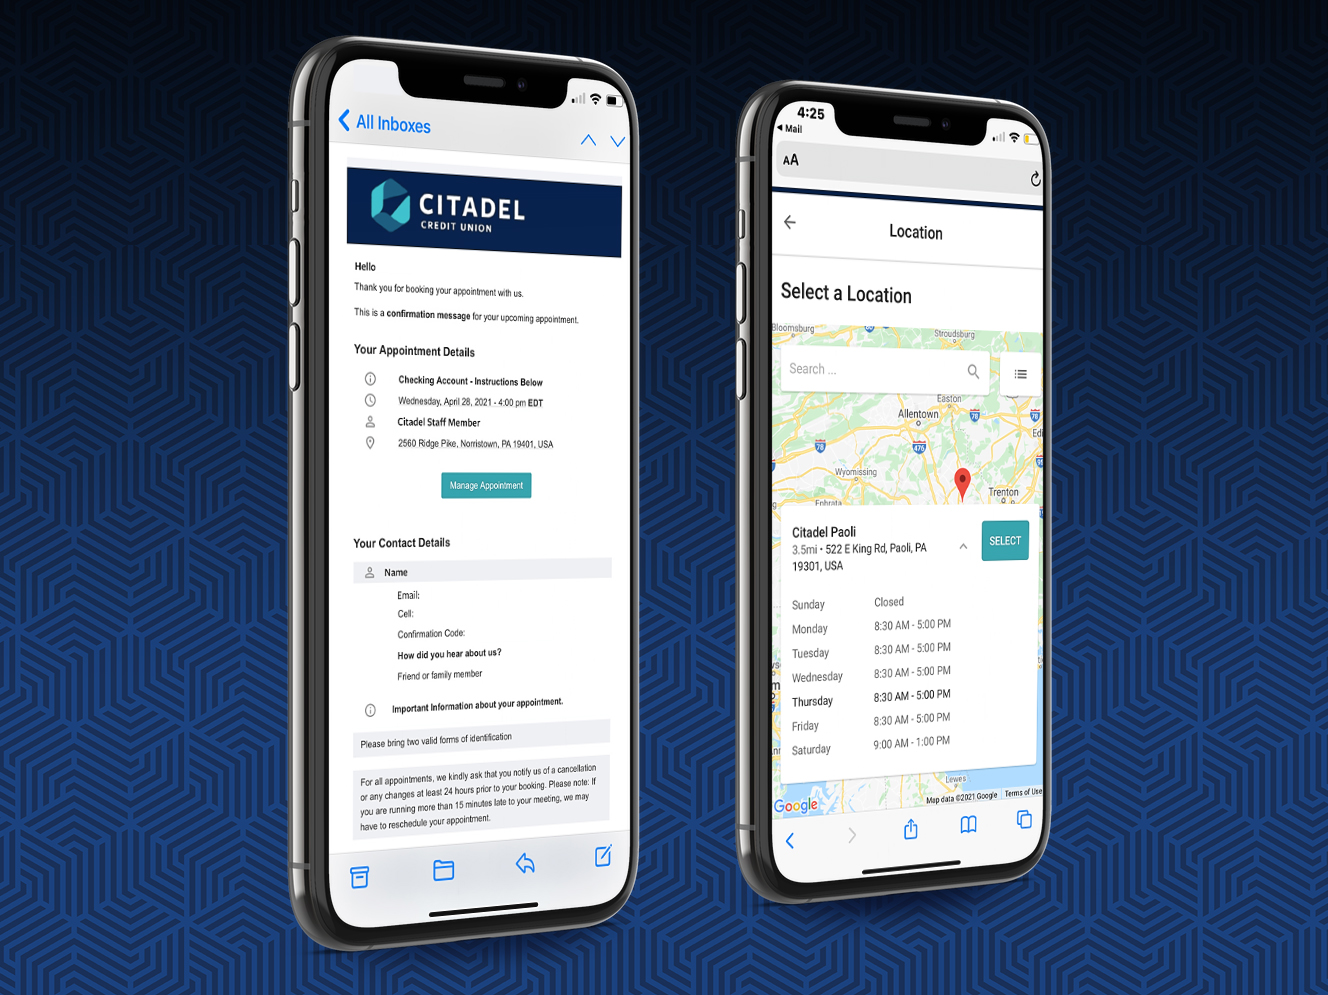 All Inboxes
CITADEL
CREDIT UNION
Hello
Thank you for booking your appointment with us.
This is a confirmation message for your upcoming appointment.
Your Appointment Details
Checking Account - Instructions Below
Wednesday, April 28, 2021 - 4:00 pm EDT
Citadel Staff Member
2560 Ridge Pike, Norristown, PA 19401, USA
Manage Appointment
Your Contact Details
Name
Email:
Cell:
Confirmation Code:
How did you hear about us?
Friend or family member
Important Information about your appointment.
Please bring two valid forms of identification
For all appointments, we kindly ask that you notify us of a cancellation
or any changes at least 24 hours prior to your booking. Please note: If
you are running more than 15 minutes late to your meeting, we may
have to reschedule your appointment.
4:25
Mail
AA
Location
Select a Location
Bloomsburg
80
Stroudsburg
Search ...
Easton
Allentown
78
78
78
476
Wyomissing
Ephrata
Trenton
Citadel Paoli
3.5mi • 522 E King Rd, Paoli, PA
19301, USA
SELECT
Sunday Closed
Monday 8:30 AM - 5:00 PM
Tuesday 8:30 AM - 5:00 PM
Wednesday 8:30 AM - 5:00 PM
Thursday 8:30 AM - 5:00 PM
Friday 8:30 AM - 5:00 PM
Saturday 9:00 AM - 1:00 PM
Lewes
Google
Map data ©2021 Google
Terms of Use